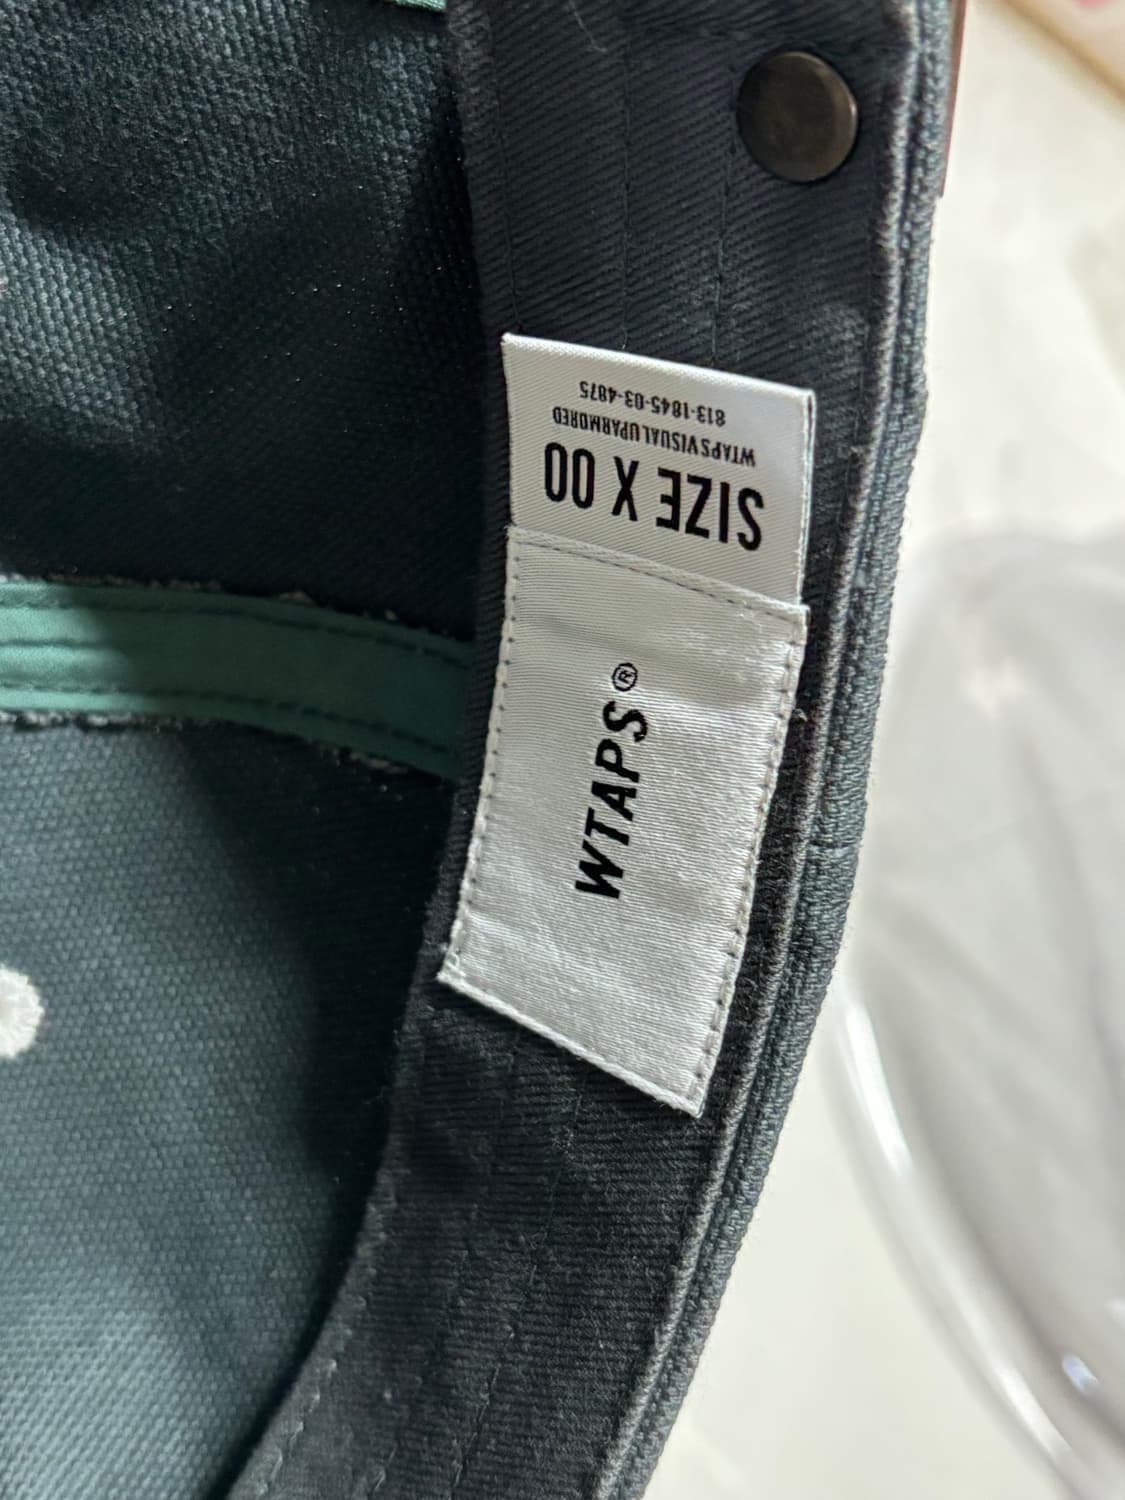 WTAPS®
SIZE X 00
WTAPS VISUAL UPARMORED
813-1845-03-4875